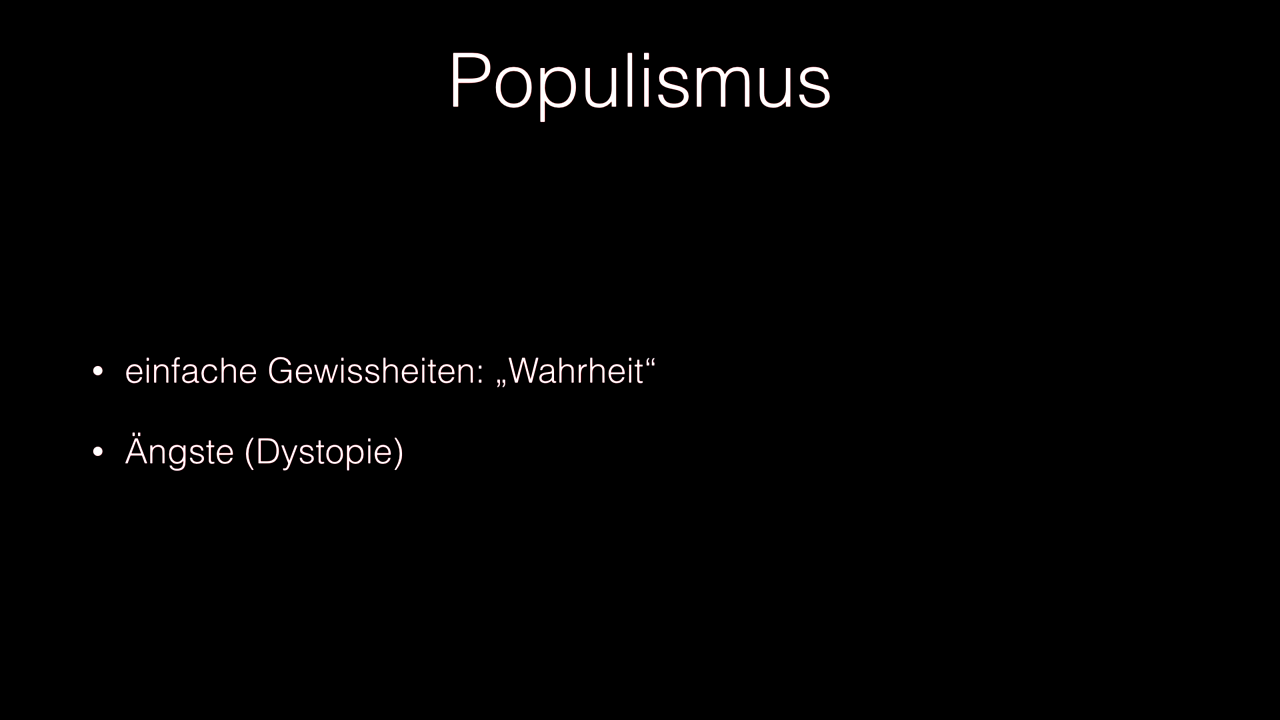 Populismus
• einfache Gewissheiten: „Wahrheit“
• Ängste (Dystopie)